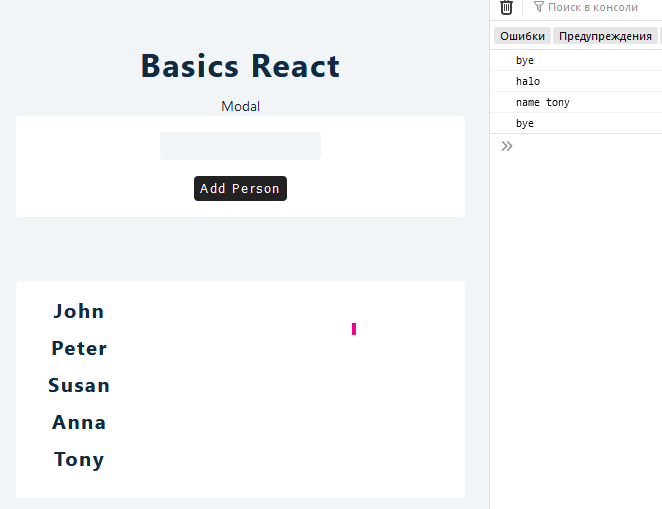 Basics React
Modal
Add Person
John
Peter
Susan
Anna
Tony
Поиск в консоли
Ошибки Предупреждения
bye
halo
name tony
bye